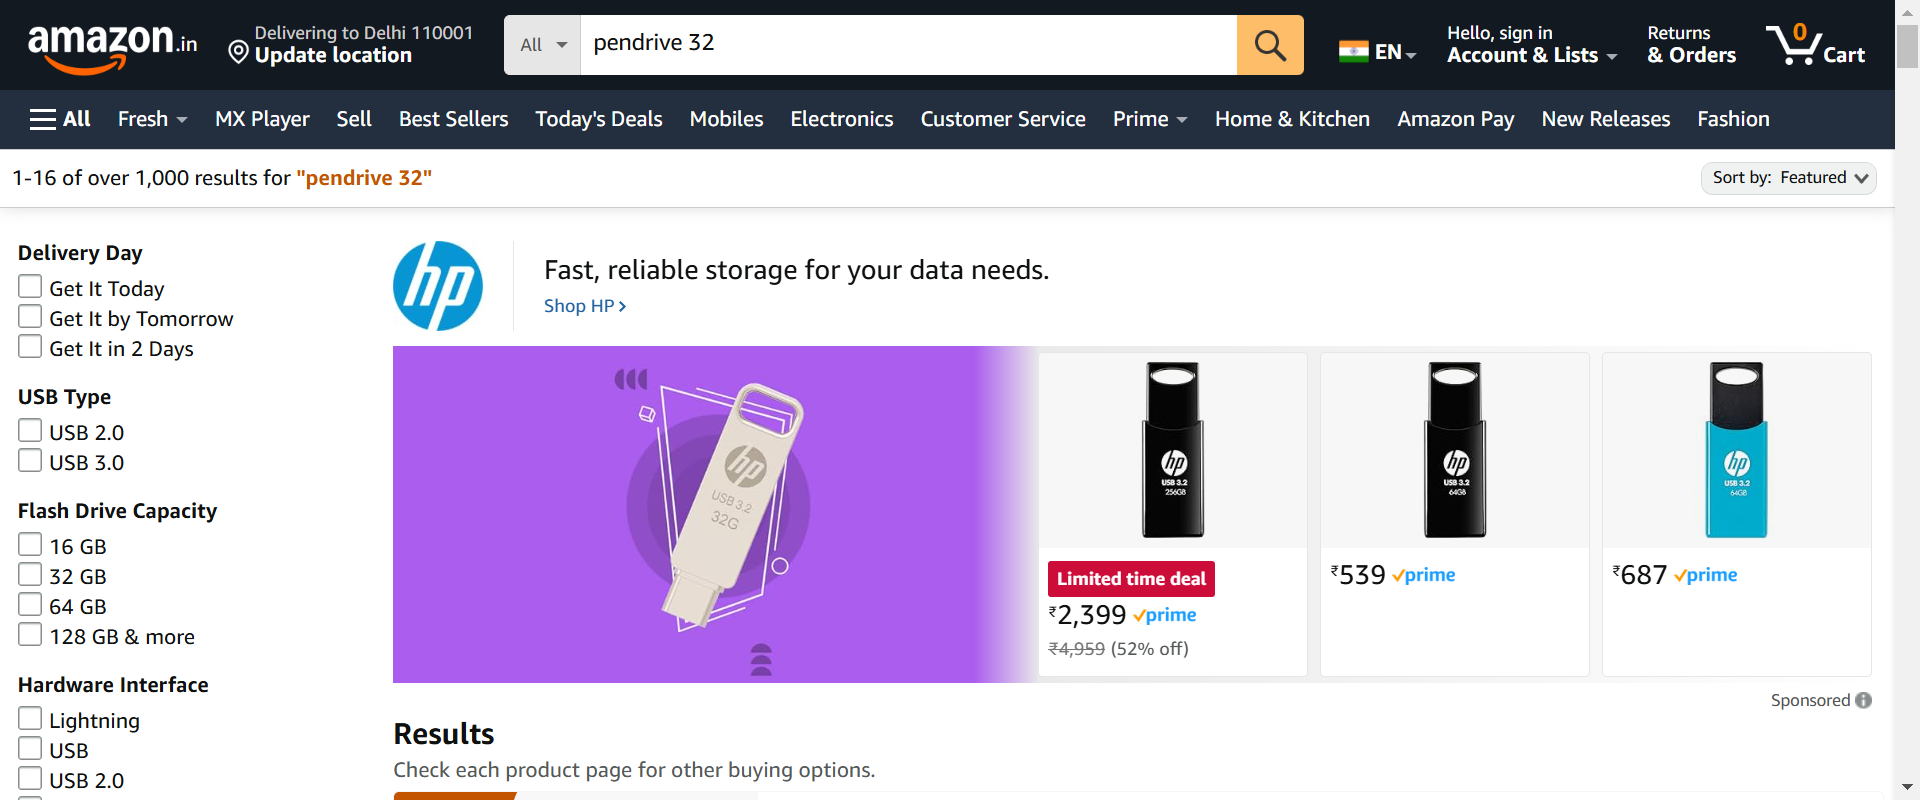 amazon.in
Delivering to Delhi 110001
Update location
All
pendrive 32
EN
Hello, sign in
Account & Lists
Returns
& Orders
0
Cart
All
Fresh
MX Player
Sell
Best Sellers
Today's Deals
Mobiles
Electronics
Customer Service
Prime
Home & Kitchen
Amazon Pay
New Releases
Fashion
1-16 of over 1,000 results for "pendrive 32"
Sort by: Featured
Delivery Day
Get It Today
Get It by Tomorrow
Get It in 2 Days
USB Type
USB 2.0
USB 3.0
Flash Drive Capacity
16 GB
32 GB
64 GB
128 GB & more
Hardware Interface
Lightning
USB
USB 2.0
hp
Fast, reliable storage for your data needs.
Shop HP
hp
USB 3.2
32G
hp
USB 3.2
256GB
Limited time deal
₹2,399 prime
₹4,959 (52% off)
hp
USB 3.2
64GB
₹539 prime
hp
USB 3.2
64GB
₹687 prime
Sponsored
Results
Check each product page for other buying options.